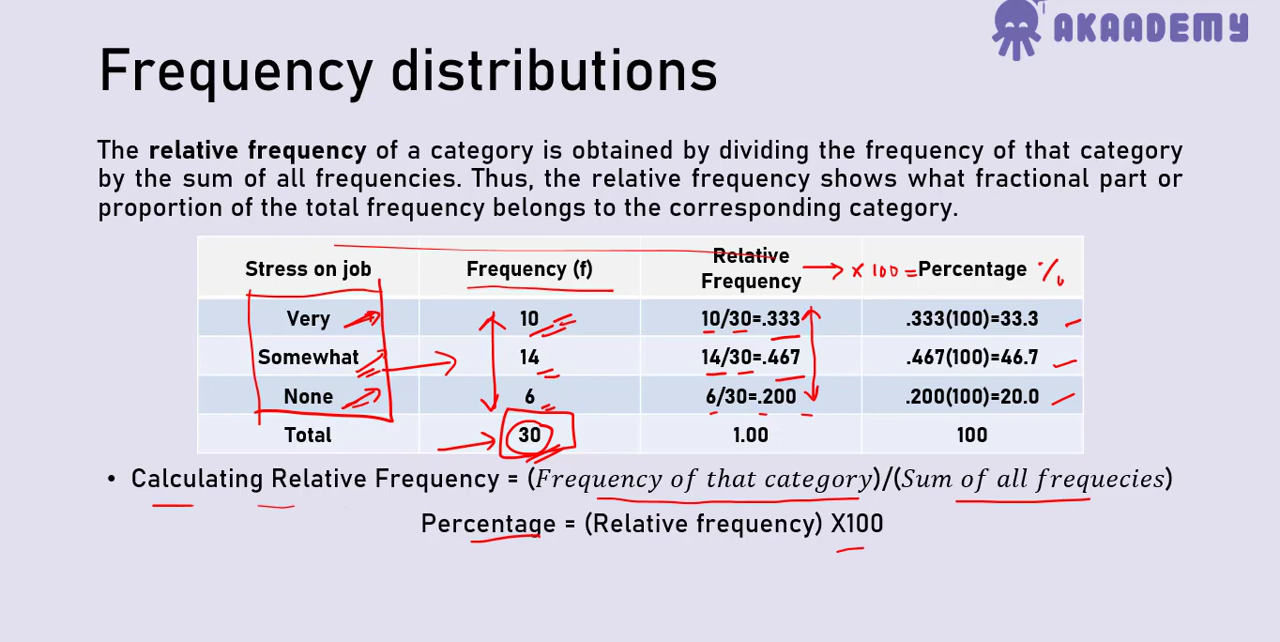 AKAADEMY
Frequency distributions
The relative frequency of a category is obtained by dividing the frequency of that category
by the sum of all frequencies. Thus, the relative frequency shows what fractional part or
proportion of the total frequency belongs to the corresponding category.
Stress on job Frequency (f) Relative Frequency → x 100 = Percentage %
Very 10 10/30=.333 .333(100)=33.3
Somewhat 14 14/30=.467 .467(100)=46.7
None 6 6/30=.200 .200(100)=20.0
Total 30 1.00 100
• Calculating Relative Frequency = (Frequency of that category)/(Sum of all frequecies)
Percentage = (Relative frequency) X100